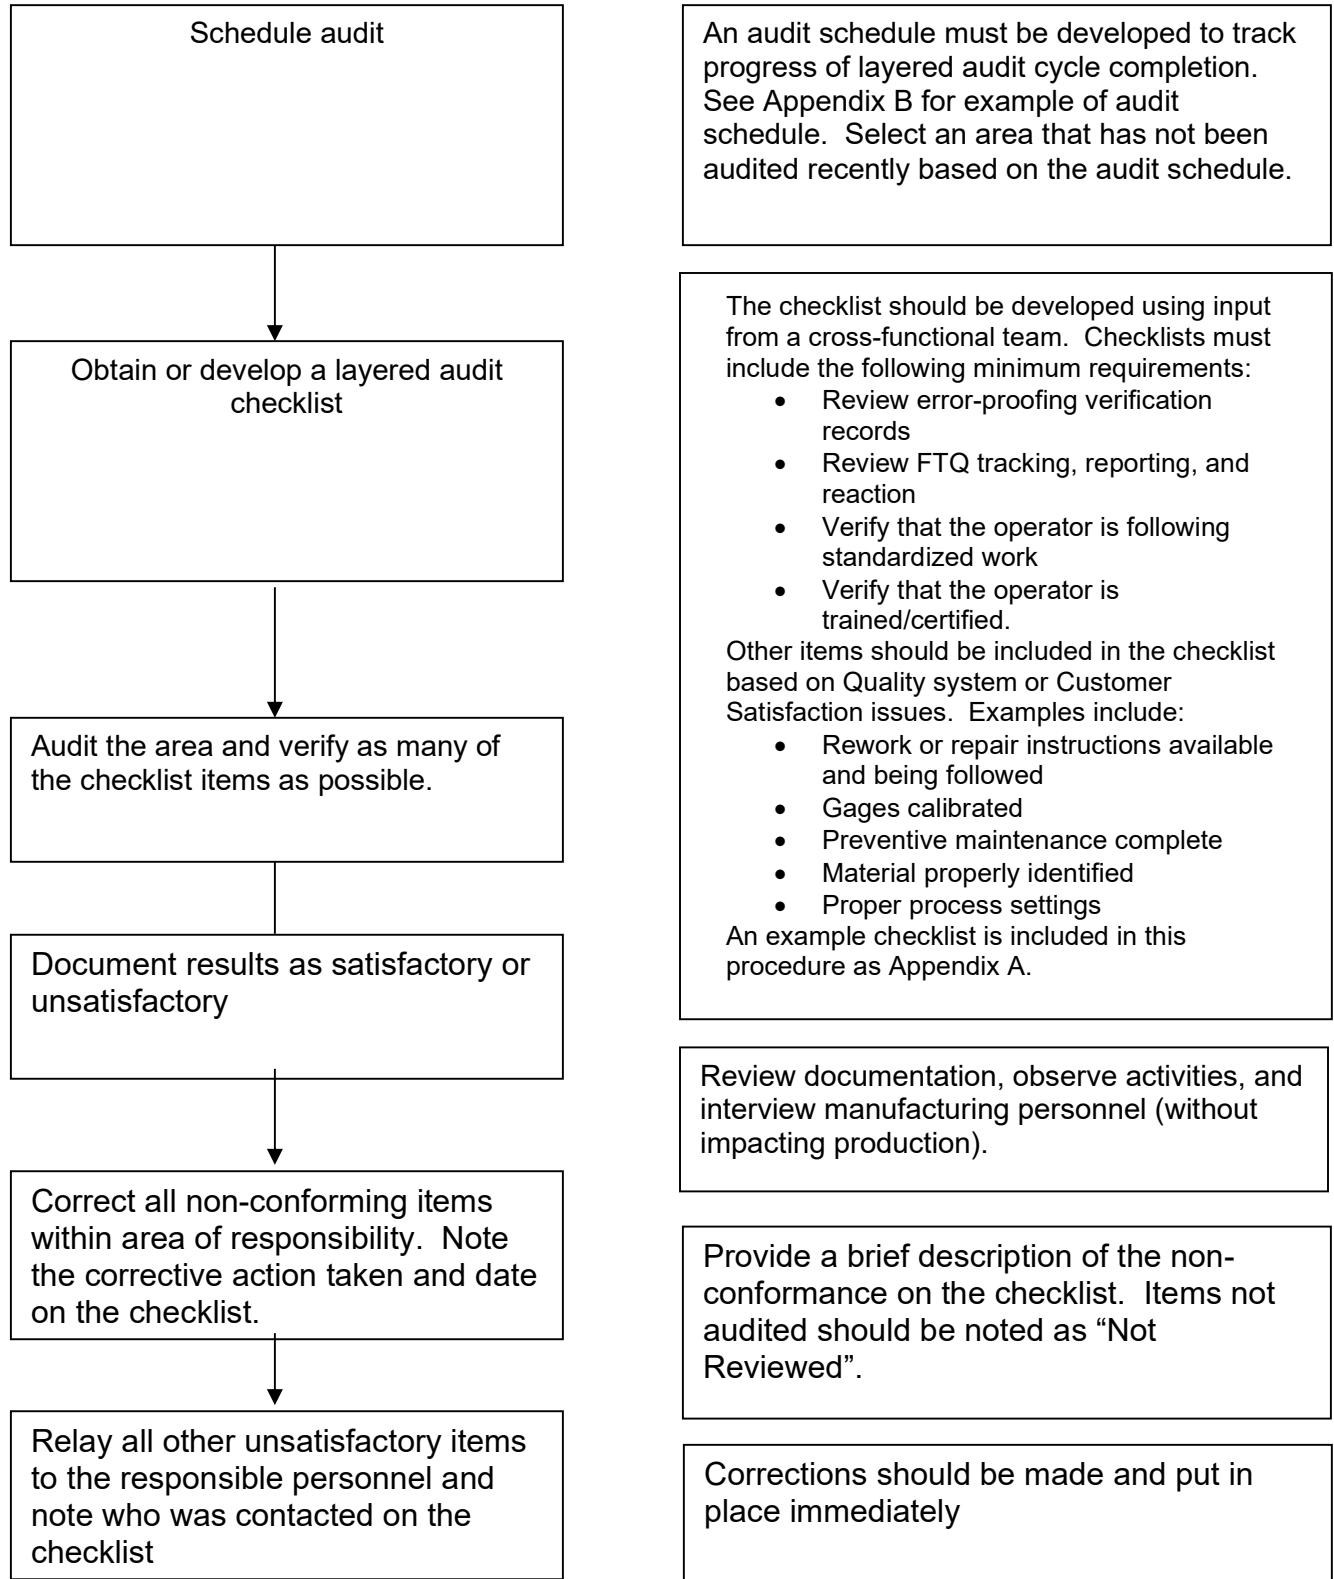 Schedule audit
An audit schedule must be developed to track
progress of layered audit cycle completion.
See Appendix B for example of audit
schedule.  Select an area that has not been
audited recently based on the audit schedule.
Obtain or develop a layered audit
checklist
The checklist should be developed using input
from a cross-functional team.  Checklists must
include the following minimum requirements:
• Review error-proofing verification
records
• Review FTQ tracking, reporting, and
reaction
• Verify that the operator is following
standardized work
• Verify that the operator is
trained/certified.
Other items should be included in the checklist
based on Quality system or Customer
Satisfaction issues.  Examples include:
• Rework or repair instructions available
and being followed
• Gages calibrated
• Preventive maintenance complete
• Material properly identified
• Proper process settings
An example checklist is included in this
procedure as Appendix A.
Audit the area and verify as many of
the checklist items as possible.
Review documentation, observe activities, and
interview manufacturing personnel (without
impacting production).
Document results as satisfactory or
unsatisfactory
Provide a brief description of the non-
conformance on the checklist.  Items not
audited should be noted as “Not
Reviewed”.
Correct all non-conforming items
within area of responsibility.  Note
the corrective action taken and date
on the checklist.
Corrections should be made and put in
place immediately
Relay all other unsatisfactory items
to the responsible personnel and
note who was contacted on the
checklist